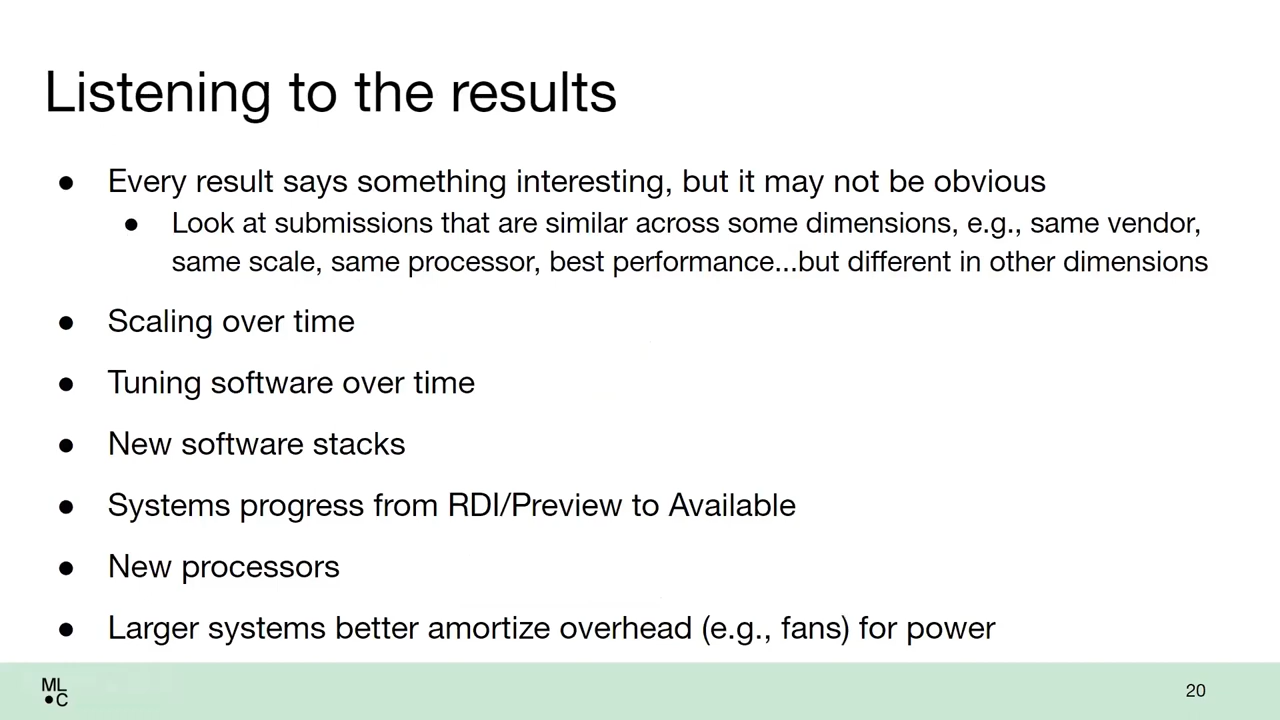 Listening to the results
● Every result says something interesting, but it may not be obvious
● Look at submissions that are similar across some dimensions, e.g., same vendor,
same scale, same processor, best performance...but different in other dimensions
● Scaling over time
● Tuning software over time
● New software stacks
● Systems progress from RDI/Preview to Available
● New processors
● Larger systems better amortize overhead (e.g., fans) for power
ML
●C
20